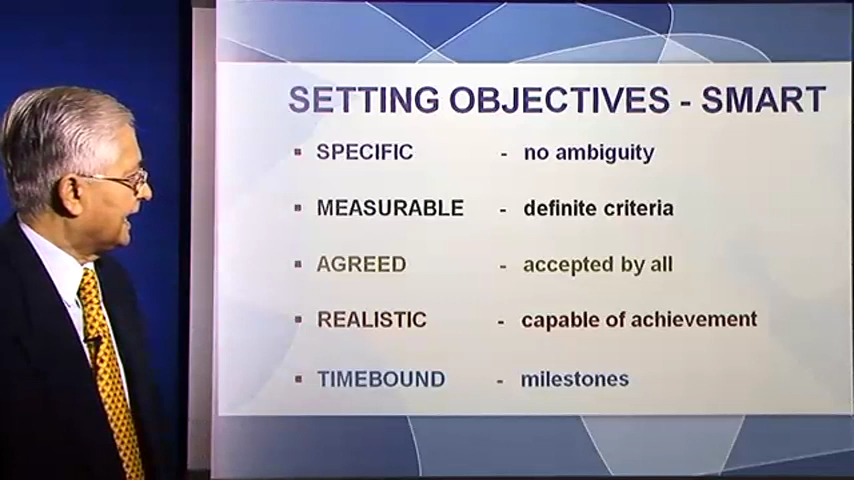 SETTING OBJECTIVES - SMART
SPECIFIC - no ambiguity
MEASURABLE - definite criteria
AGREED - accepted by all
REALISTIC - capable of achievement
TIMEBOUND - milestones